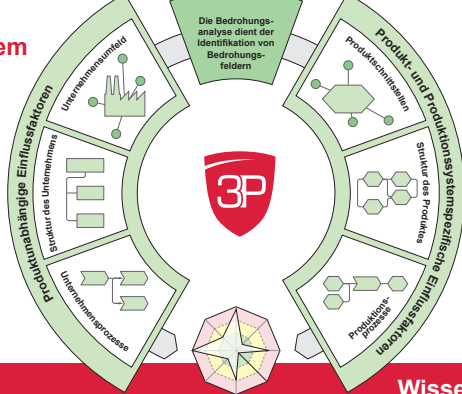 em
Die Bedrohungs-
analyse dient der
Identifikation von
Bedrohungs-
feldern
Produktunabhängige Einflussfaktoren
Unternehmensumfeld
Struktur des Unternehmens
Unternehmensprozesse
3P
Produkt- und Produktionssystemspezifische Einflussfaktoren
Produktschnittstellen
Struktur des Produktes
Produktions-
prozesse
Wisse